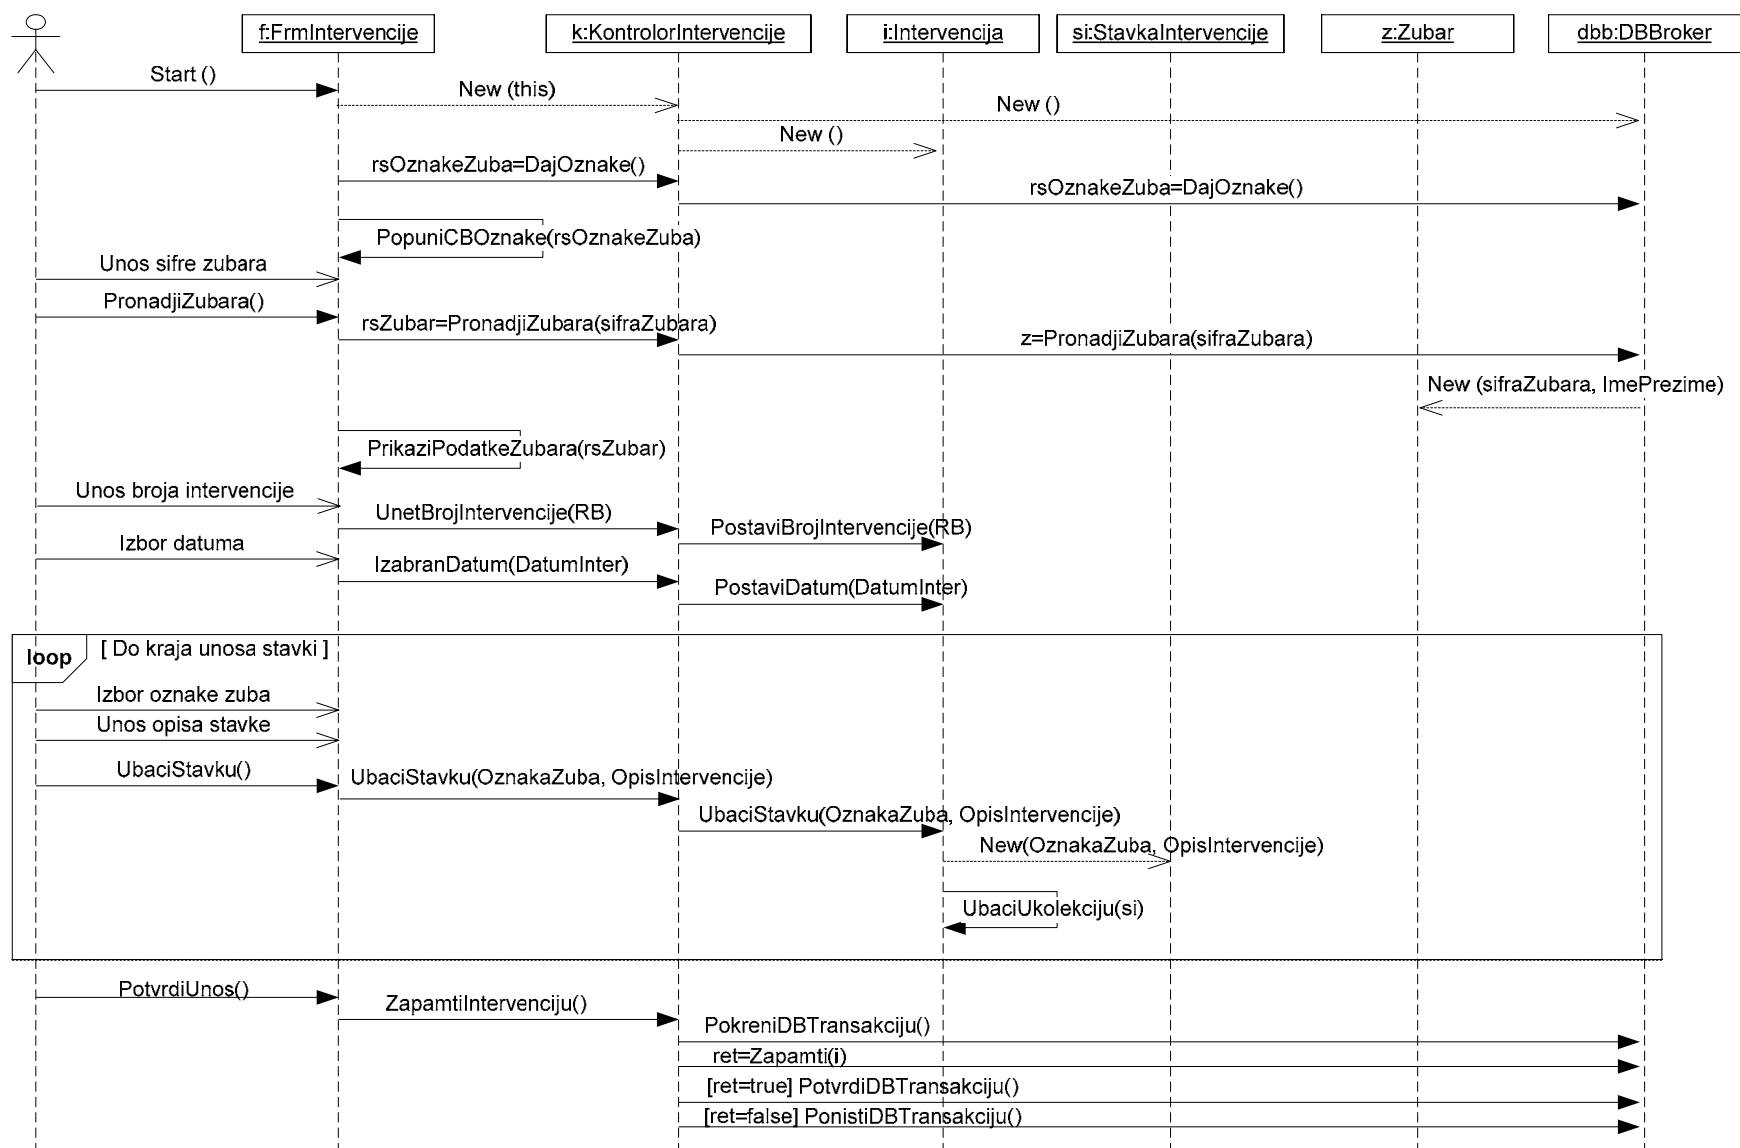 f:FrmIntervencije
k:KontrolorIntervencije
i:Intervencija
si:StavkaIntervencije
z:Zubar
dbb:DBBroker
Start ()
New (this)
New ()
New ()
rsOznakeZuba=DajOznake()
rsOznakeZuba=DajOznake()
PopuniCBOznake(rsOznakeZuba)
Unos sifre zubara
PronadjiZubara()
rsZubar=PronadjiZubara(sifraZubara)
z=PronadjiZubara(sifraZubara)
New (sifraZubara, ImePrezime)
PrikaziPodatkeZubara(rsZubar)
Unos broja intervencije
UnetBrojIntervencije(RB)
PostaviBrojIntervencije(RB)
Izbor datuma
IzabranDatum(DatumInter)
PostaviDatum(DatumInter)
loop
[ Do kraja unosa stavki ]
Izbor oznake zuba
Unos opisa stavke
UbaciStavku()
UbaciStavku(OznakaZuba, OpisIntervencije)
UbaciStavku(OznakaZuba, OpisIntervencije)
New(OznakaZuba, OpisIntervencije)
UbaciUkolekciju(si)
PotvrdiUnos()
ZapamtiIntervenciju()
PokreniDBTransakciju()
ret=Zapamti(i)
[ret=true] PotvrdiDBTransakciju()
[ret=false] PonistiDBTransakciju()